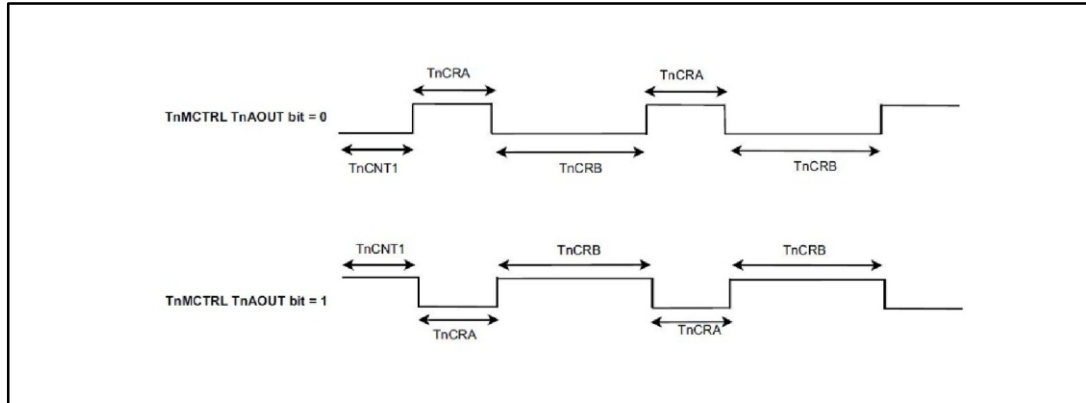 TnCRA TnCRA
TnMCTRL TnAOUT bit = 0
TnCNT1 TnCRB TnCRB
TnCNT1 TnCRB TnCRB
TnMCTRL TnAOUT bit = 1
TnCRA TnCRA